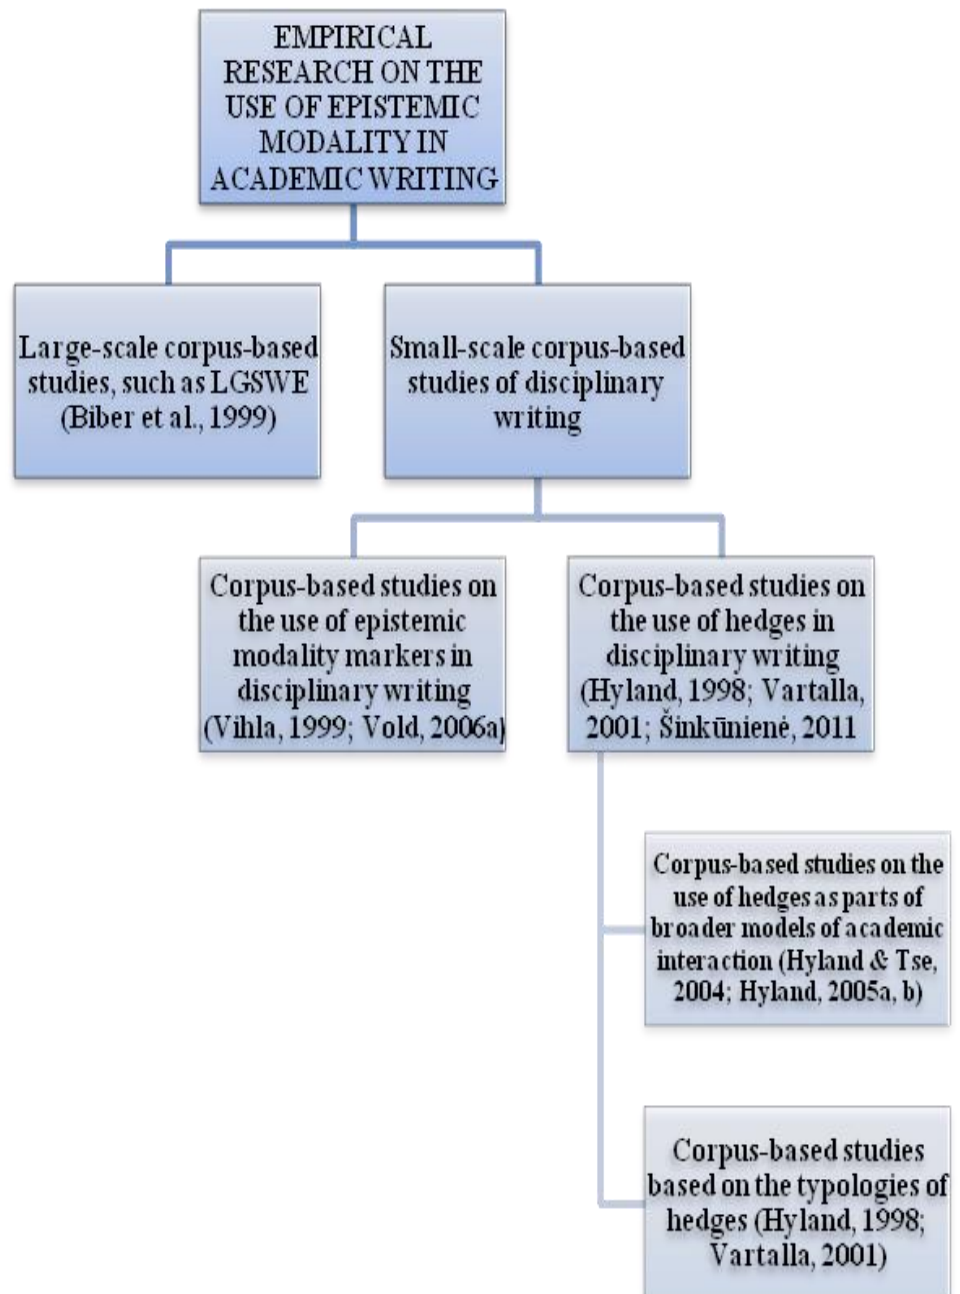 EMPIRICAL
RESEARCH ON THE
USE OF EPISTEMIC
MODALITY IN
ACADEMIC WRITING
Large-scale corpus-based
studies, such as LGSWE
(Biber et al., 1999)
Small-scale corpus-based
studies of disciplinary
writing
Corpus-based studies on
the use of epistemic
modality markers in
disciplinary writing
(Vihla, 1999; Vold, 2006a)
Corpus-based studies on
the use of hedges in
disciplinary writing
(Hyland, 1998; Vartalla,
2001; Šinkūnienė, 2011
Corpus-based studies on the
use of hedges as parts of
broader models of academic
interaction (Hyland & Tse,
2004; Hyland, 2005a, b)
Corpus-based studies
based on the typologies of
hedges (Hyland, 1998;
Vartalla, 2001)